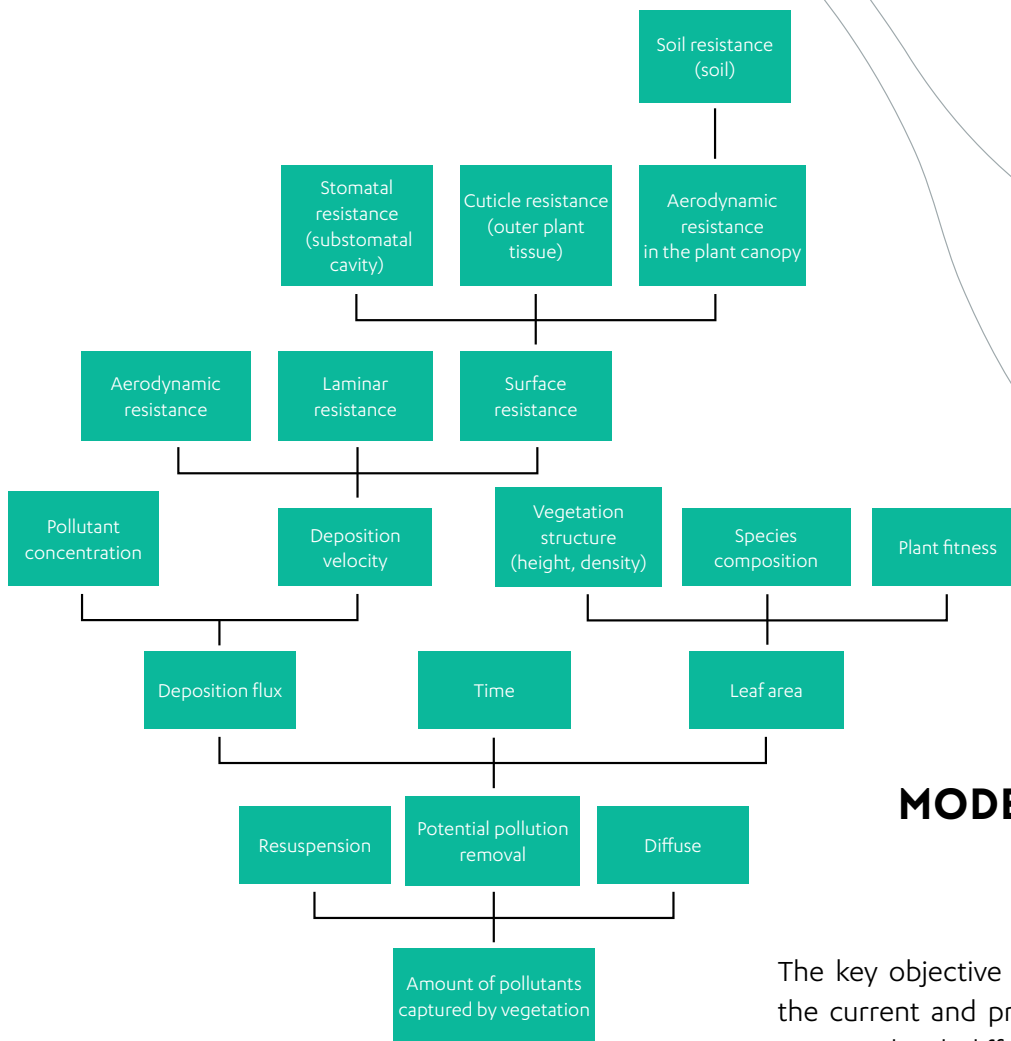 Soil resistance
(soil)
Stomatal
resistance
(substomatal
cavity)
Cuticle resistance
(outer plant
tissue)
Aerodynamic
resistance
in the plant canopy
Aerodynamic
resistance
Laminar
resistance
Surface
resistance
Pollutant
concentration
Deposition
velocity
Vegetation
structure
(height, density)
Species
composition
Plant fitness
Deposition flux
Time
Leaf area
MODE
Resuspension
Potential pollution
removal
Diffuse
Amount of pollutants
captured by vegetation
The key objective
the current and pr